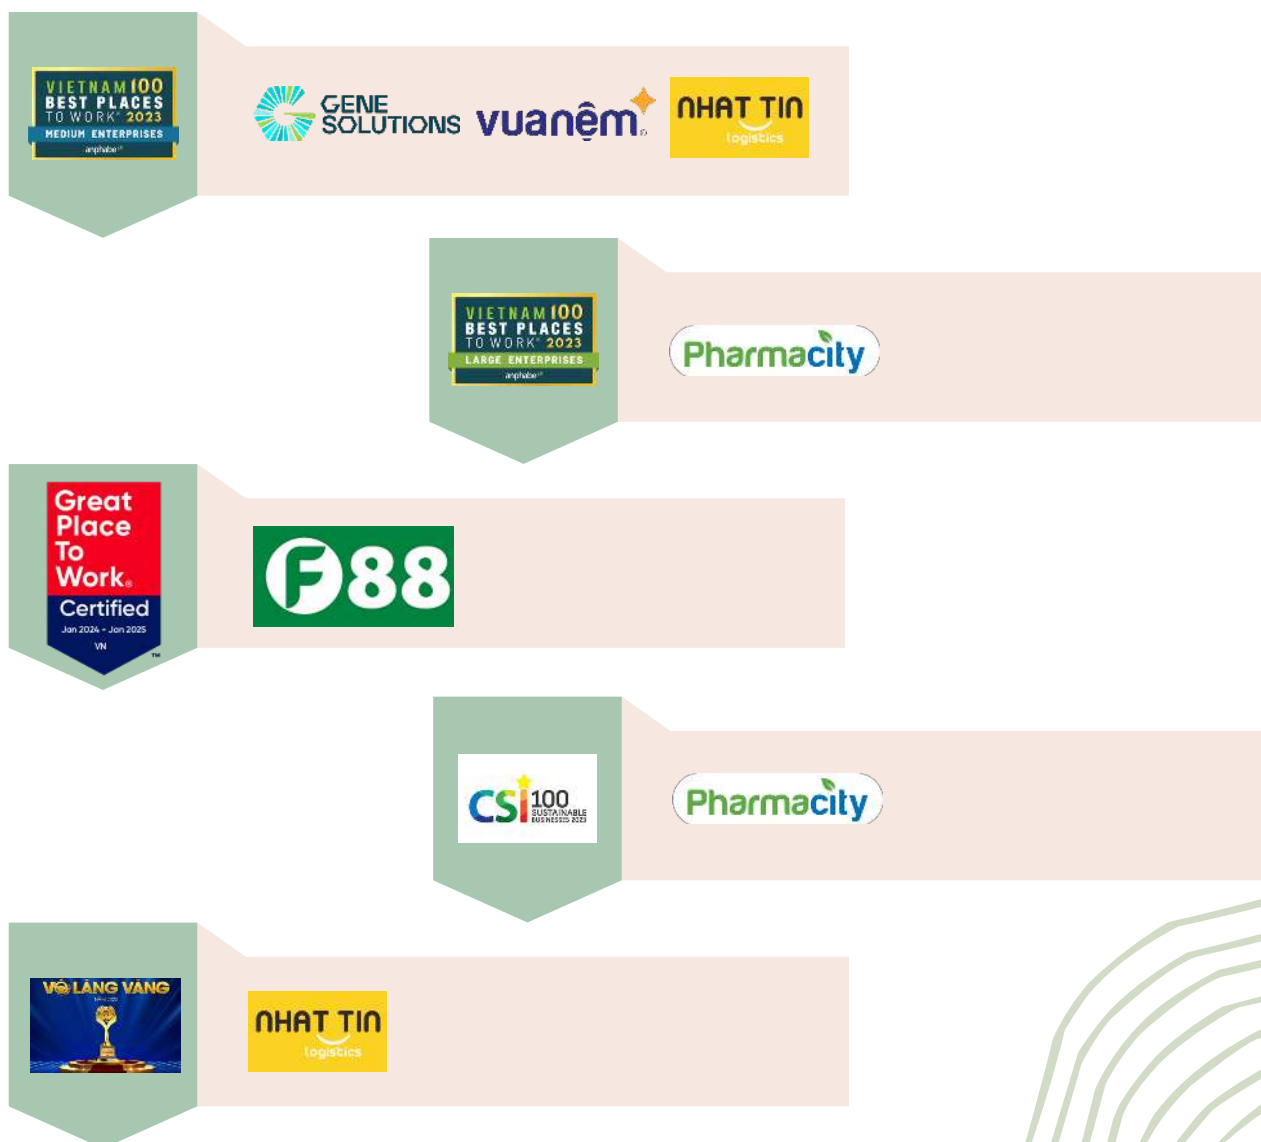 VIETNAM 100
BEST PLACES
TO WORK® 2023
MEDIUM ENTERPRISES
anphabe
GENE
SOLUTIONS
vuanệm
NHAT TIN
logistics
VIETNAM 100
BEST PLACES
TO WORK® 2023
LARGE ENTERPRISES
anphabe
Pharmacity
Great
Place
To
Work®
Certified
Jan 2024 - Jan 2025
VN
TM
F88
CSI 100
SUSTAINABLE
BUSINESSES 2023
Pharmacity
VÔ LĂNG VÀNG
NHAT TIN
logistics